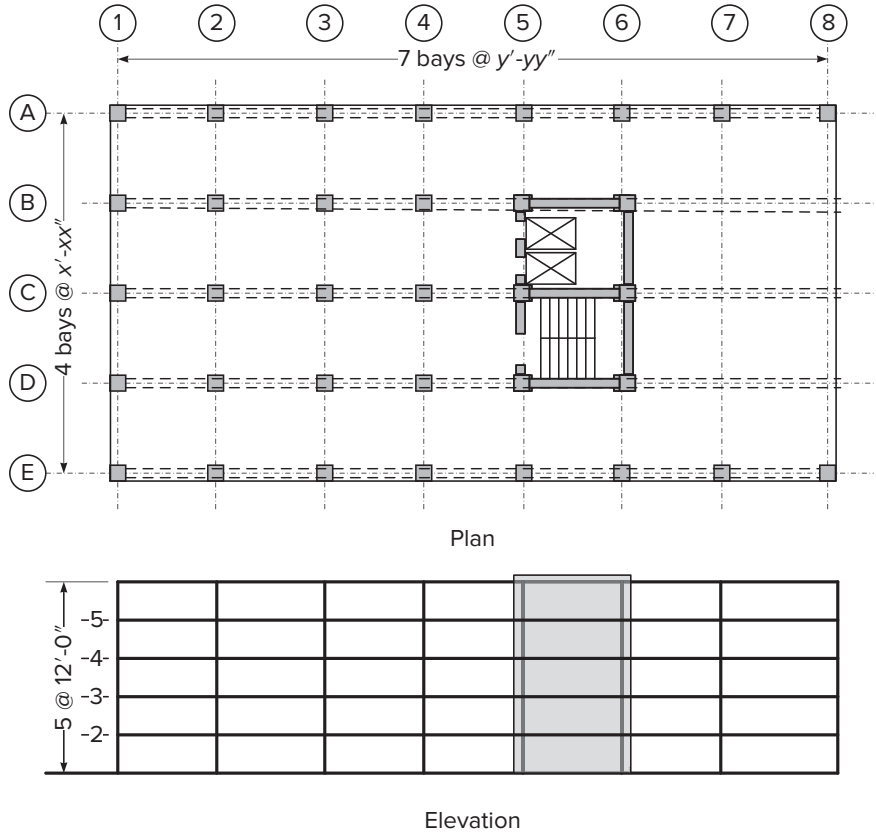 1 2 3 4 5 6 7 8
7 bays @ y′-yy″
A
B
C
D
E
4 bays @ x′-xx″
Plan
-5-
-4-
-3-
-2-
5 @ 12′-0″
Elevation